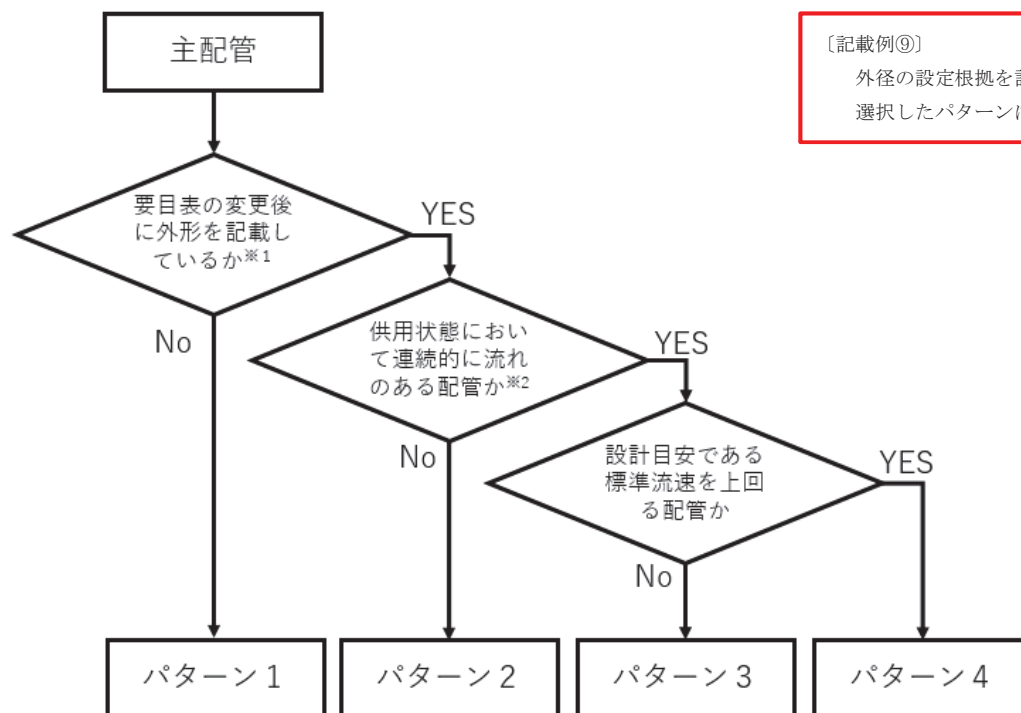 主配管
〔記載例⑨〕
外径の設定根拠を
選択したパターン
要目表の変更後
に外形を記載し
ているか※1
YES
No
供用状態におい
て連続的に流れ
のある配管か※2
YES
No
設計目安である
標準流速を上回
る配管か
YES
No
パターン1
パターン2
パターン3
パターン4